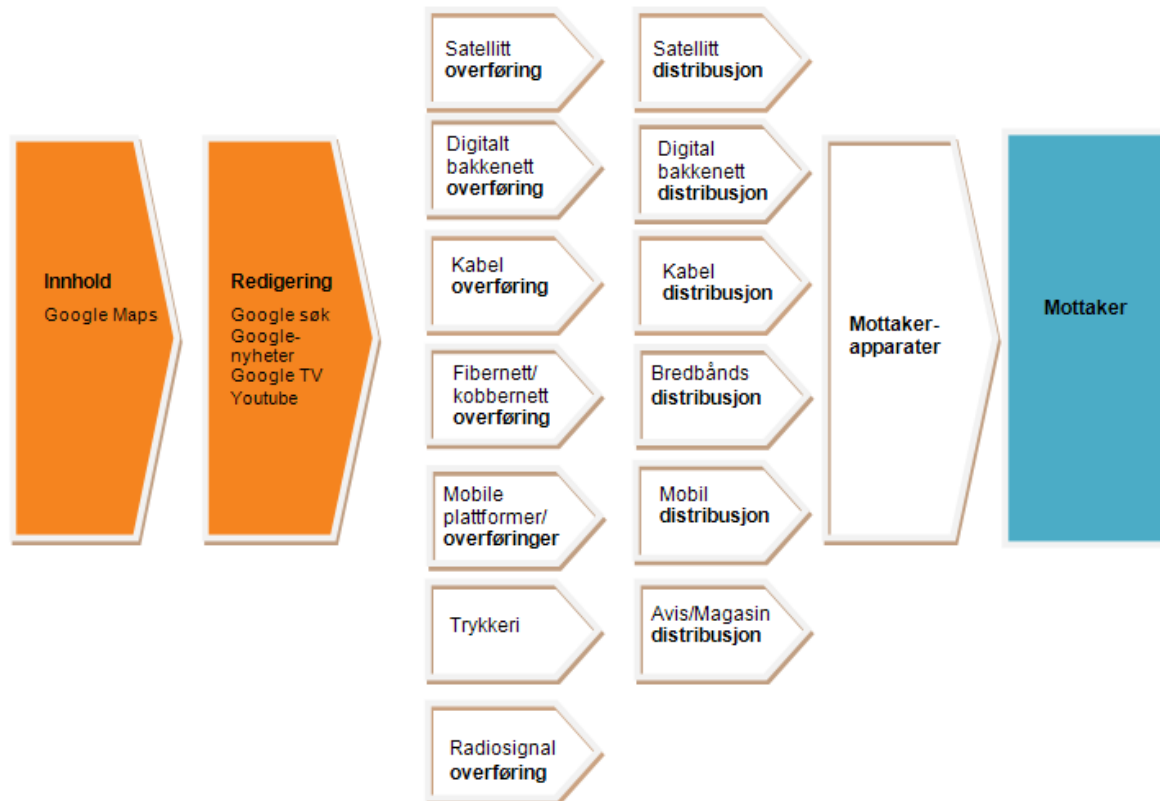 Innhold
Google Maps
Redigering
Google søk
Google-
nyheter
Google TV
Youtube
Satellitt
overføring
Digitalt
bakkenett
overføring
Kabel
overføring
Fibernett/
kobbernett
overføring
Mobile
plattformer/
overføringer
Trykkeri
Radiosignal
overføring
Satellitt
distribusjon
Digital
bakkenett
distribusjon
Kabel
distribusjon
Bredbånds
distribusjon
Mobil
distribusjon
Avis/Magasin
distribusjon
Mottaker-
apparater
Mottaker